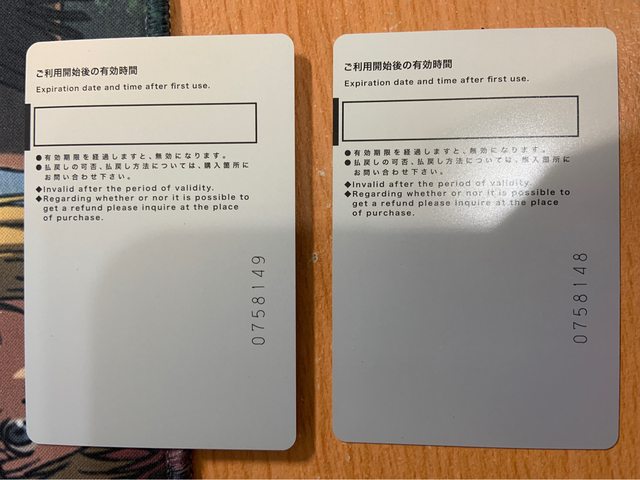 ご利用開始後の有効時間
Expiration date and time after first use.
●有効期限を経過しますと、無効になります。
●払戻しの可否、払戻し方法については、購入箇所に
お問い合わせ下さい。
◆Invalid after the period of validity.
◆Regarding whether or nor it is possible to
get a refund please inquire at the place
of purchase.
0758149
ご利用開始後の有効時間
Expiration date and time after first use.
●有効期限を経過しますと、無効になります。
●払戻しの可否、払戻し方法については、購入箇所に
お問い合わせ下さい。
◆Invalid after the period of validity.
◆Regarding whether or nor it is possible to
get a refund please inquire at the place
of purchase.
0758148